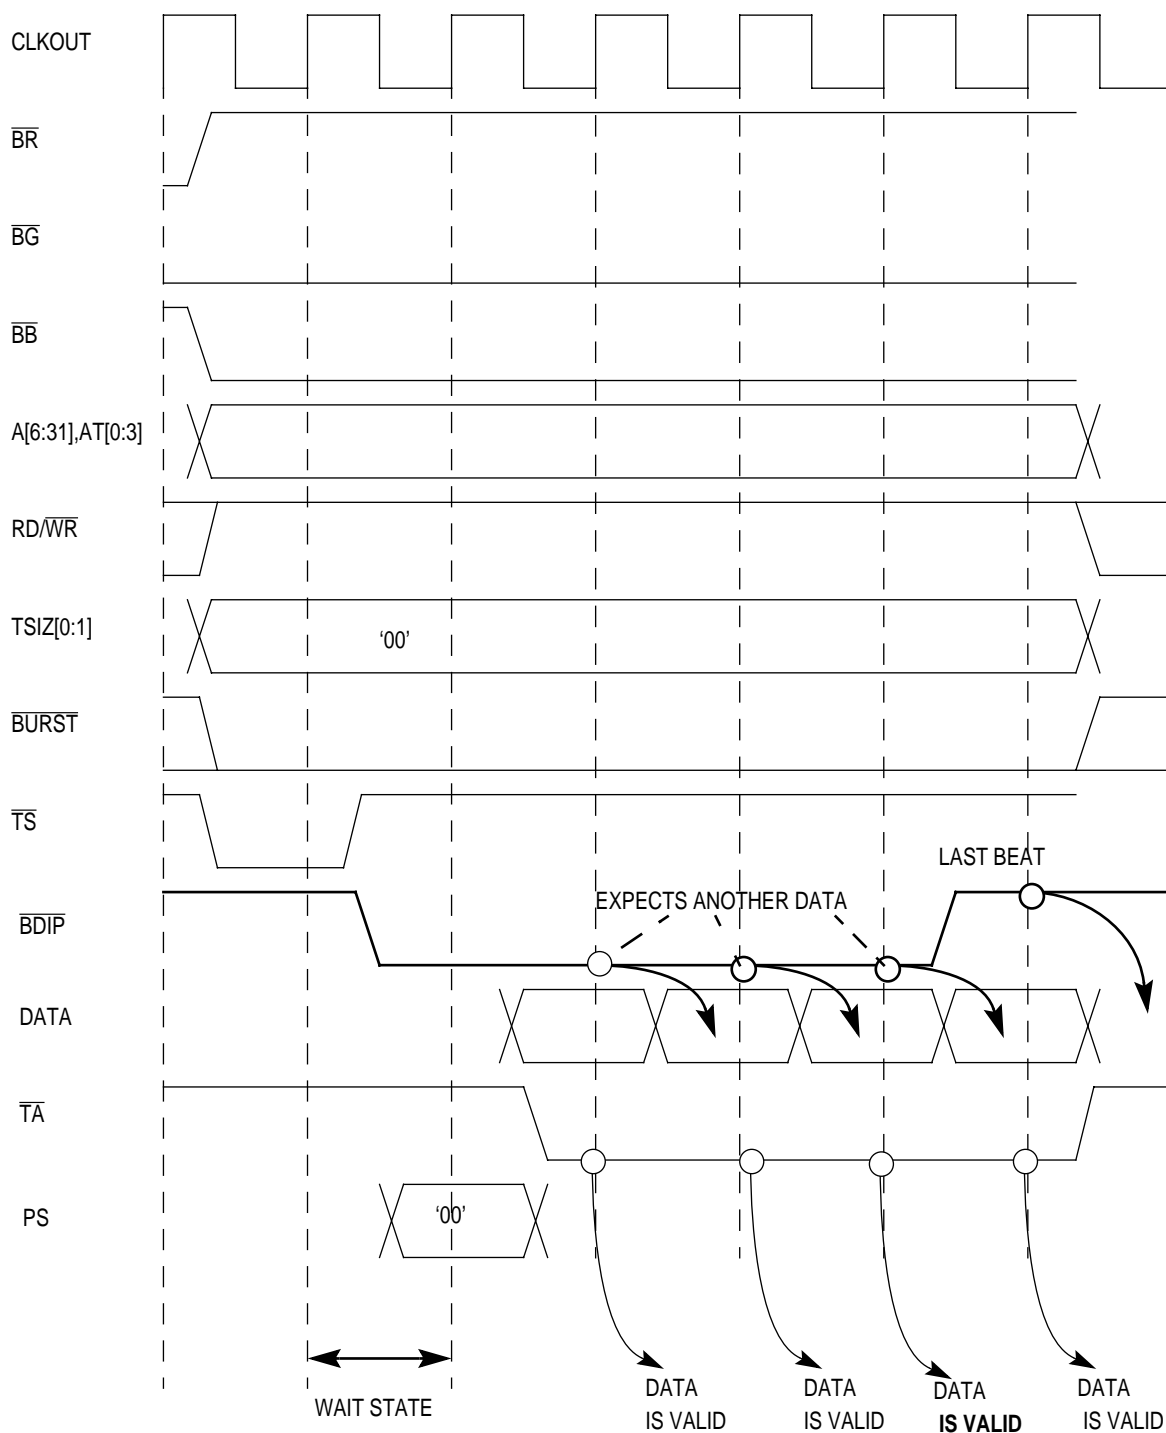 CLKOUT
BR
BG
BB
A[6:31],AT[0:3]
RD/WR
TSIZ[0:1]
‘00’
BURST
TS
LAST BEAT
EXPECTS ANOTHER DATA
BDIP
DATA
TA
PS
‘00’
WAIT STATE
DATA
IS VALID
DATA
IS VALID
DATA
IS VALID
DATA
IS VALID